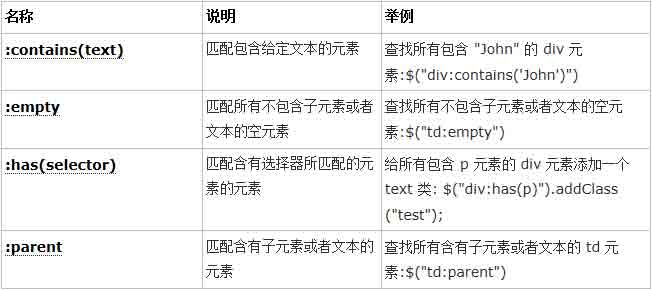 名称 说明 举例
:contains(text) 匹配包含给定文本的元素 查找所有包含 "John" 的 div 元
素:$("div:contains('John')")
:empty 匹配所有不包含子元素或者 查找所有不包含子元素或者文本的空元
文本的空元素 素:$("td:empty")
:has(selector) 匹配含有选择器所匹配的元 给所有包含 p 元素的 div 元素添加一个
素的元素 text 类: $("div:has(p)").addClass
("test");
:parent 匹配含有子元素或者文本的 查找所有含有子元素或者文本的 td 元
元素 素:$("td:parent")